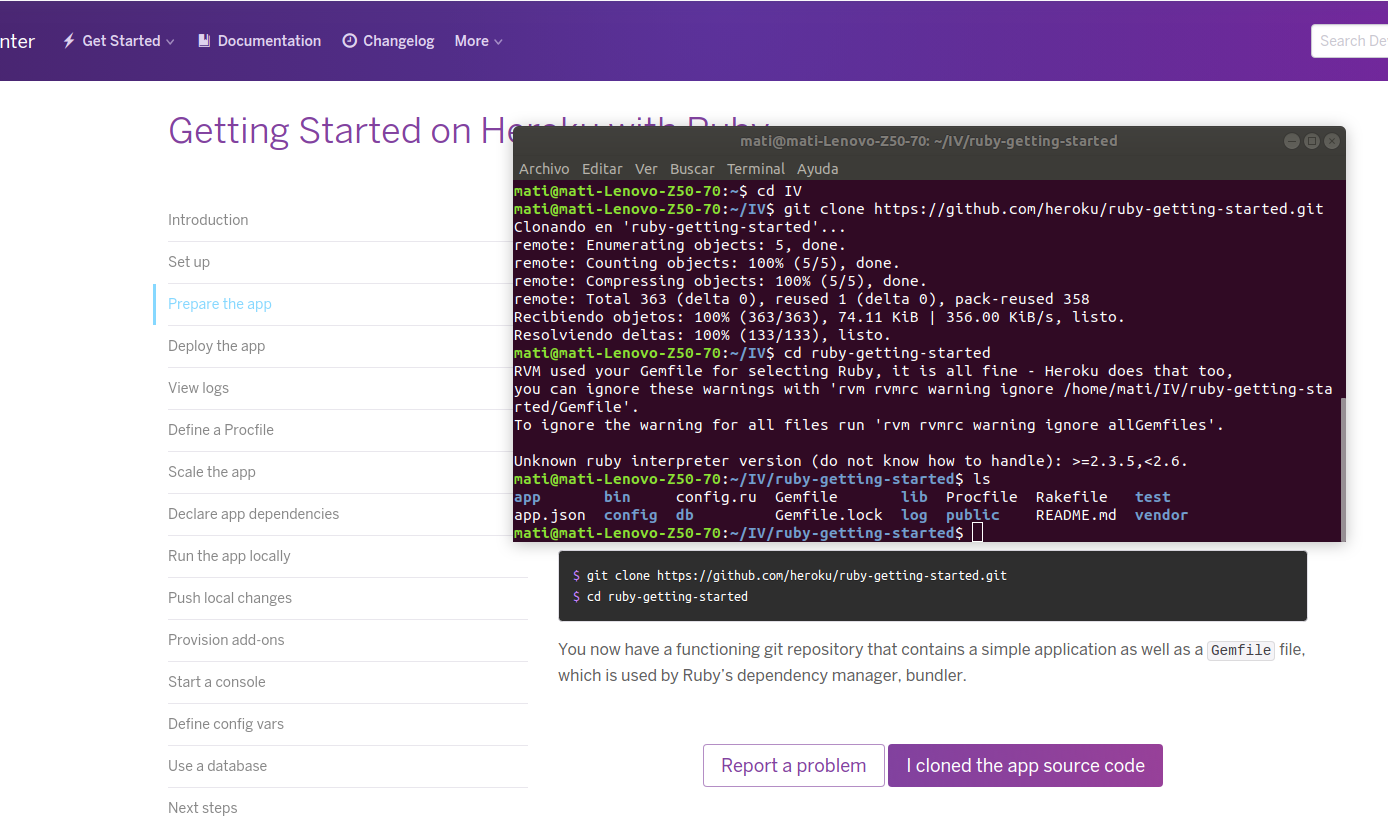 nter Get Started Documentation Changelog More Search De
Getting Started on Heroku with Ruby
Introduction
Set up
Prepare the app
Deploy the app
View logs
Define a Procfile
Scale the app
Declare app dependencies
Run the app locally
Push local changes
Provision add-ons
Start a console
Define config vars
Use a database
Next steps
mati@mati-Lenovo-Z50-70: ~/IV/ruby-getting-started
Archivo Editar Ver Buscar Terminal Ayuda
mati@mati-Lenovo-Z50-70:~$ cd IV
mati@mati-Lenovo-Z50-70:~/IV$ git clone https://github.com/heroku/ruby-getting-started.git
Clonando en 'ruby-getting-started'...
remote: Enumerating objects: 5, done.
remote: Counting objects: 100% (5/5), done.
remote: Compressing objects: 100% (5/5), done.
remote: Total 363 (delta 0), reused 1 (delta 0), pack-reused 358
Recibiendo objetos: 100% (363/363), 74.11 KiB | 356.00 KiB/s, listo.
Resolviendo deltas: 100% (133/133), listo.
mati@mati-Lenovo-Z50-70:~/IV$ cd ruby-getting-started
RVM used your Gemfile for selecting Ruby, it is all fine - Heroku does that too,
you can ignore these warnings with 'rvm rvmrc warning ignore /home/mati/IV/ruby-getting-sta
rted/Gemfile'.
To ignore the warning for all files run 'rvm rvmrc warning ignore allGemfiles'.
Unknown ruby interpreter version (do not know how to handle): >=2.3.5,<2.6.
mati@mati-Lenovo-Z50-70:~/IV/ruby-getting-started$ ls
app bin config.ru Gemfile lib Procfile Rakefile test
app.json config db Gemfile.lock log public README.md vendor
mati@mati-Lenovo-Z50-70:~/IV/ruby-getting-started$
$ git clone https://github.com/heroku/ruby-getting-started.git
$ cd ruby-getting-started
You now have a functioning git repository that contains a simple application as well as a Gemfile file,
which is used by Ruby's dependency manager, bundler.
Report a problem I cloned the app source code